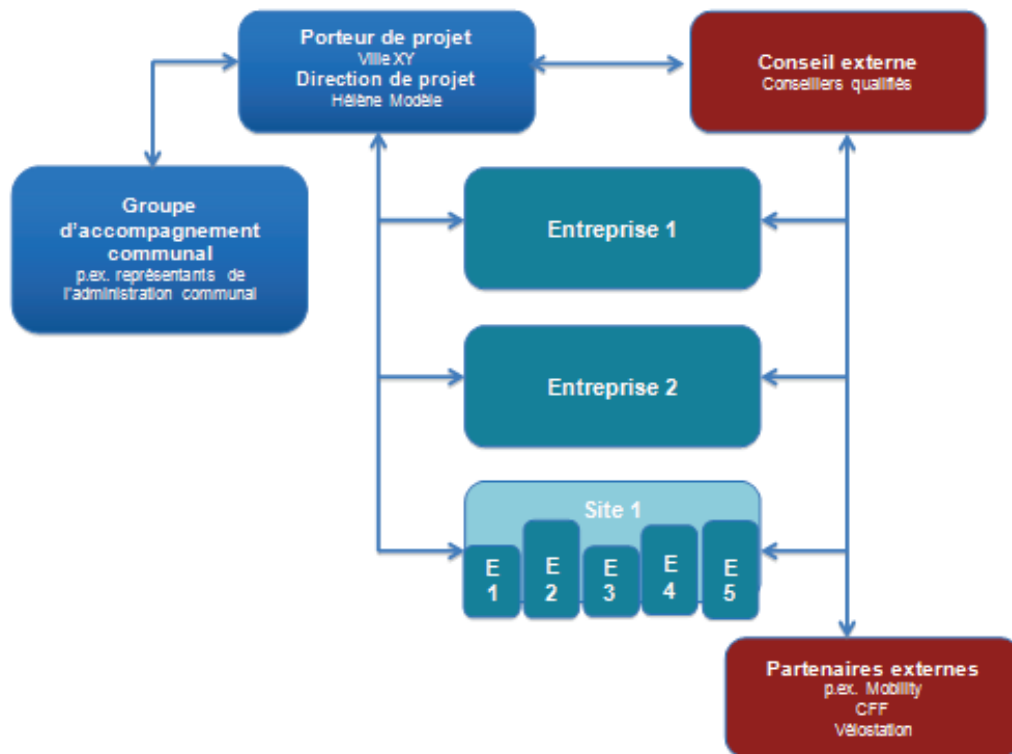 Porteur de projet
Ville XY
Direction de projet
Hélène Modèle
Conseil externe
Conseillers qualifiés
Groupe
d'accompagnement
communal
p.ex. représentants de
l'administration communal
Entreprise 1
Entreprise 2
Site 1
E
1
E
2
E
3
E
4
E
5
Partenaires externes
p.ex. Mobility
CFF
Vélostation